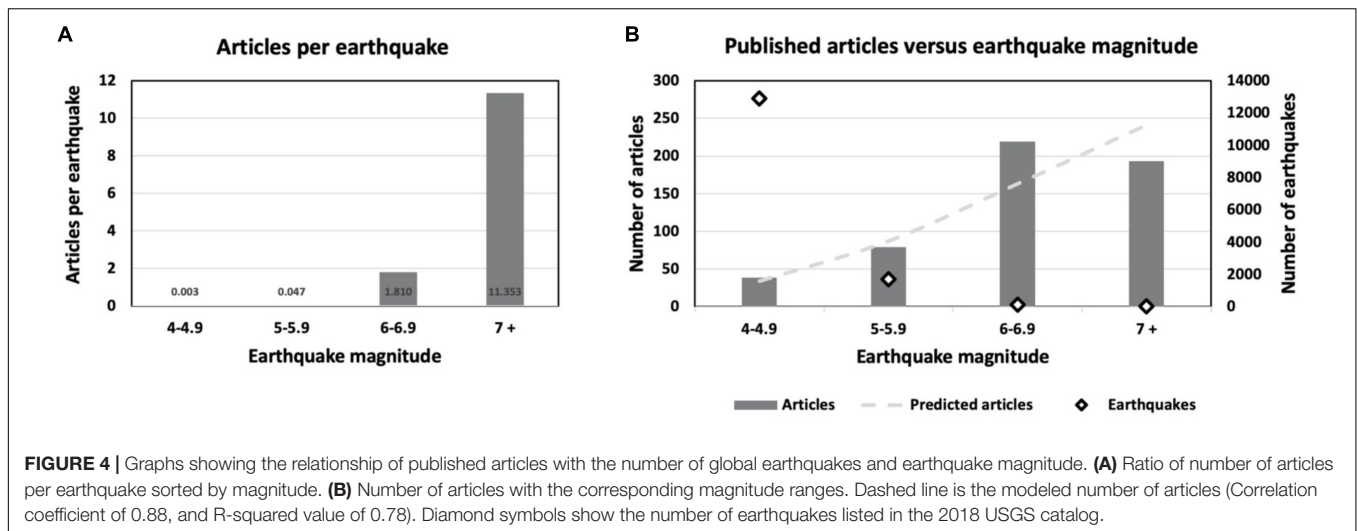 A
Articles per earthquake
Articles per earthquake
12
10
8
6
4
2
0
0.003
0.047
1.810
11.353
4-4.9
5-5.9
6-6.9
7 +
Earthquake magnitude
B
Published articles versus earthquake magnitude
Number of articles
300
250
200
150
100
50
0
14000
12000
10000
8000
6000
4000
2000
0
Number of earthquakes
4-4.9
5-5.9
6-6.9
7 +
Earthquake magnitude
Articles
Predicted articles
Earthquakes
FIGURE 4 | Graphs showing the relationship of published articles with the number of global earthquakes and earthquake magnitude. (A) Ratio of number of articles
per earthquake sorted by magnitude. (B) Number of articles with the corresponding magnitude ranges. Dashed line is the modeled number of articles (Correlation
coefficient of 0.88, and R-squared value of 0.78). Diamond symbols show the number of earthquakes listed in the 2018 USGS catalog.